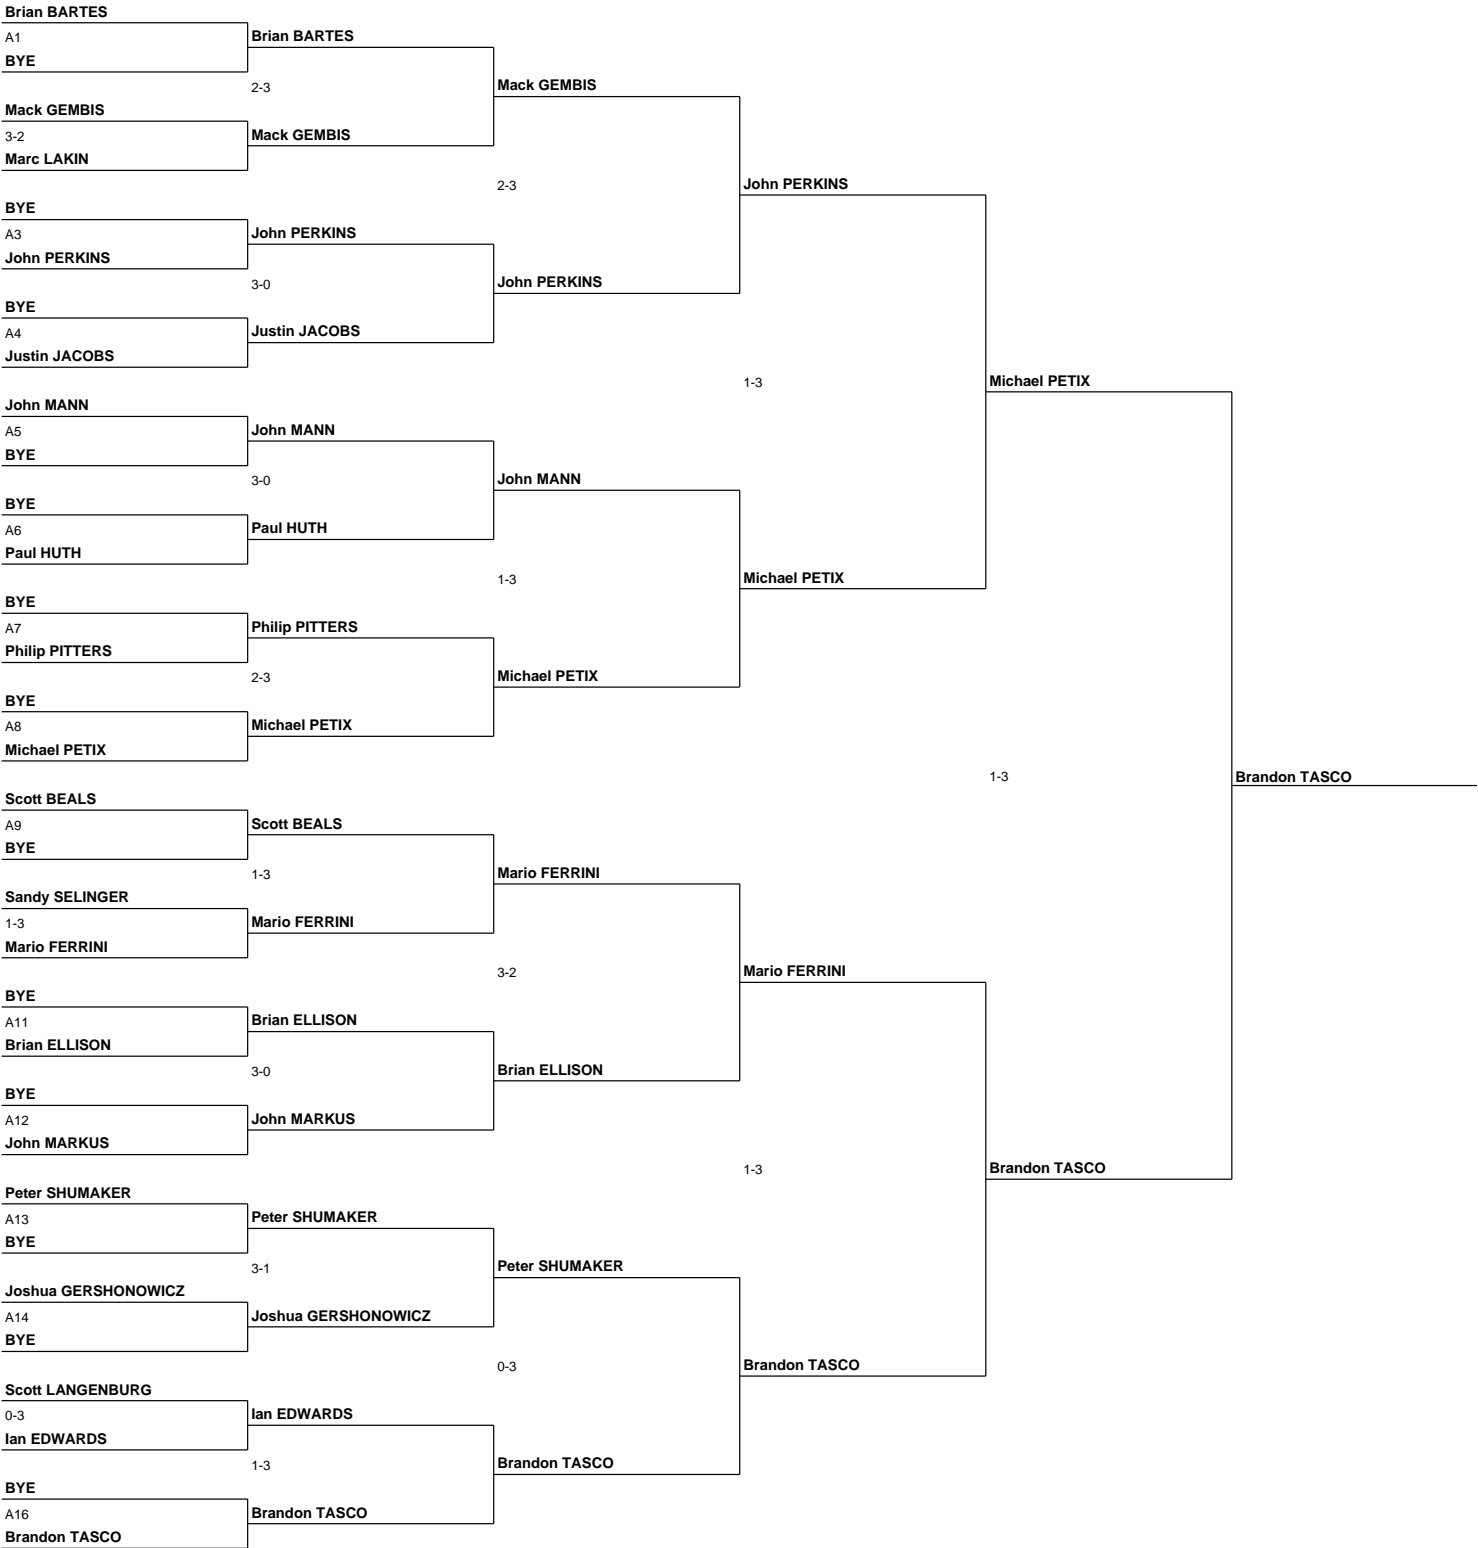 Brian BARTES
A1
BYE
Mack GEMBIS
3-2
Marc LAKIN
BYE
A3
John PERKINS
BYE
A4
Justin JACOBS
John MANN
A5
BYE
BYE
A6
Paul HUTH
BYE
A7
Philip PITTERS
BYE
A8
Michael PETIX
Scott BEALS
A9
BYE
Sandy SELINGER
1-3
Mario FERRINI
BYE
A11
Brian ELLISON
BYE
A12
John MARKUS
Peter SHUMAKER
A13
BYE
Joshua GERSHONOWICZ
A14
BYE
Scott LANGENBURG
0-3
Ian EDWARDS
BYE
A16
Brandon TASCO
Brian BARTES
2-3
Mack GEMBIS
John PERKINS
3-0
Justin JACOBS
John MANN
3-0
Paul HUTH
Philip PITTERS
2-3
Michael PETIX
Scott BEALS
1-3
Mario FERRINI
Brian ELLISON
3-0
John MARKUS
Peter SHUMAKER
3-1
Joshua GERSHONOWICZ
Ian EDWARDS
1-3
Brandon TASCO
Mack GEMBIS
2-3
John PERKINS
John MANN
1-3
Michael PETIX
Mario FERRINI
3-2
Brian ELLISON
Peter SHUMAKER
0-3
Brandon TASCO
John PERKINS
1-3
Michael PETIX
Mario FERRINI
1-3
Brandon TASCO
Michael PETIX
1-3
Brandon TASCO
Brandon TASCO